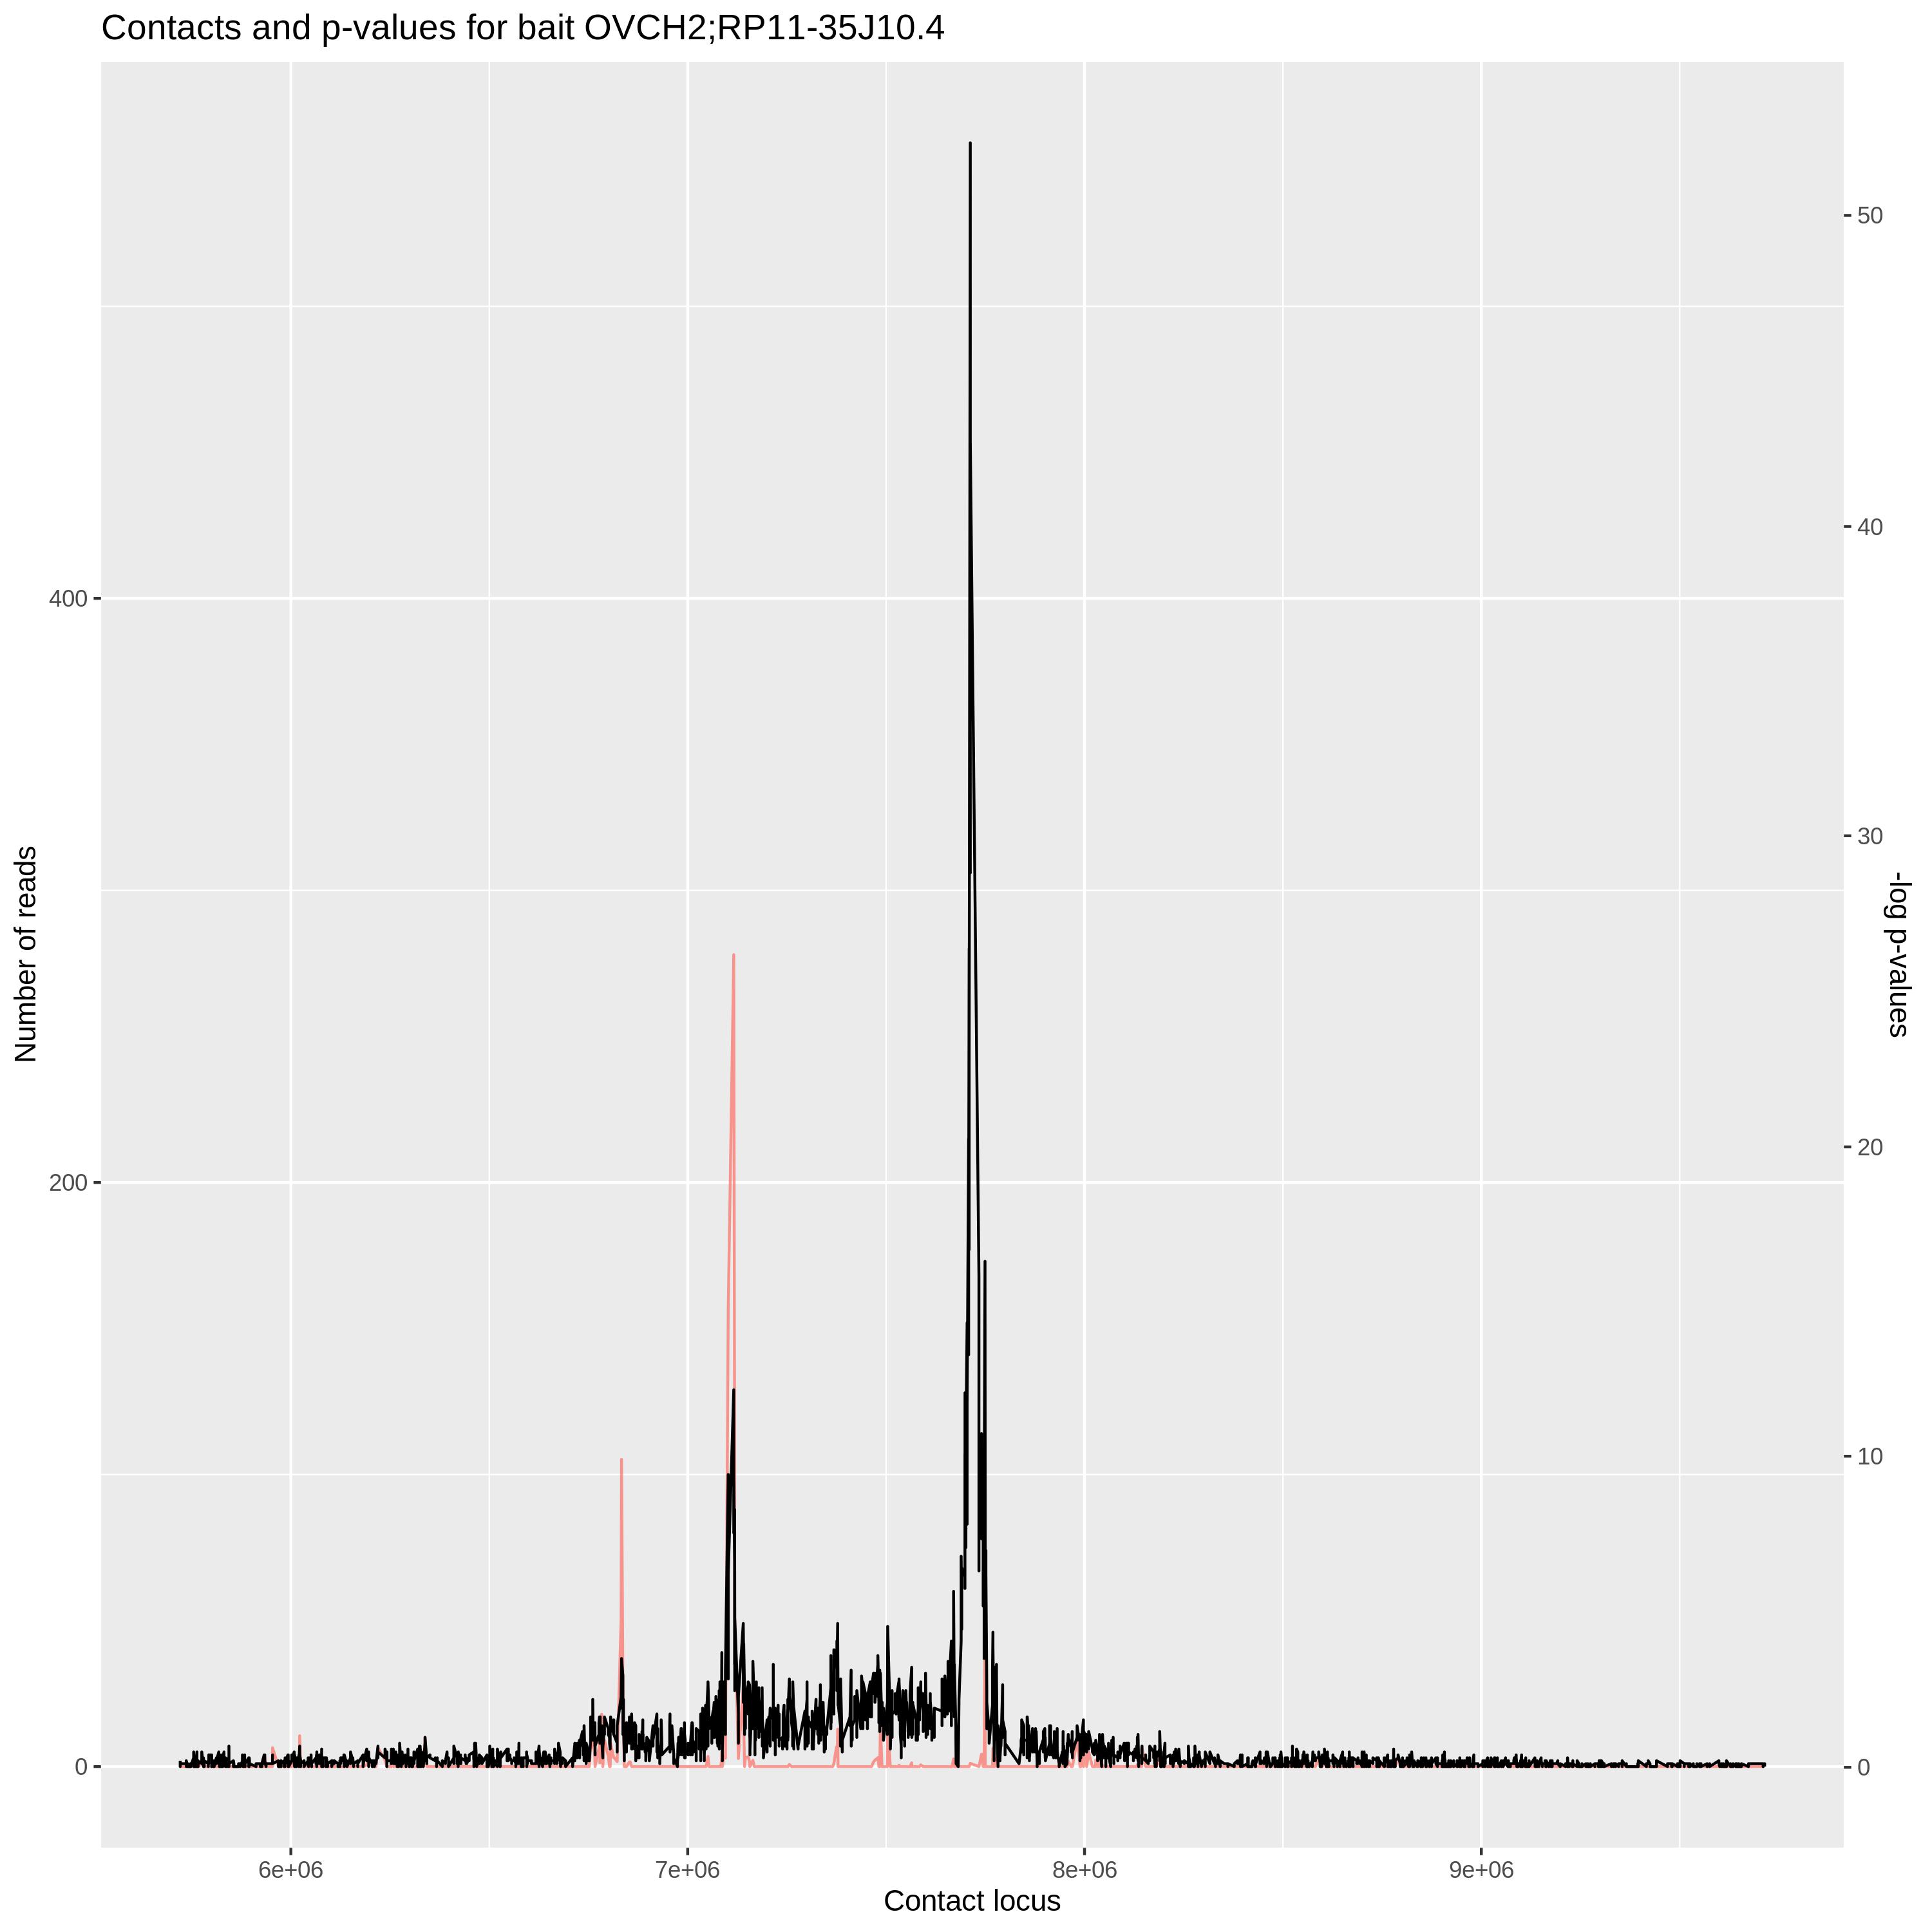 Contacts and p-values for bait OVCH2;RP11-35J10.4
Number of reads
400
200
0
50
40
30
20
10
0
-log p-values
6e+06
7e+06
8e+06
9e+06
Contact locus